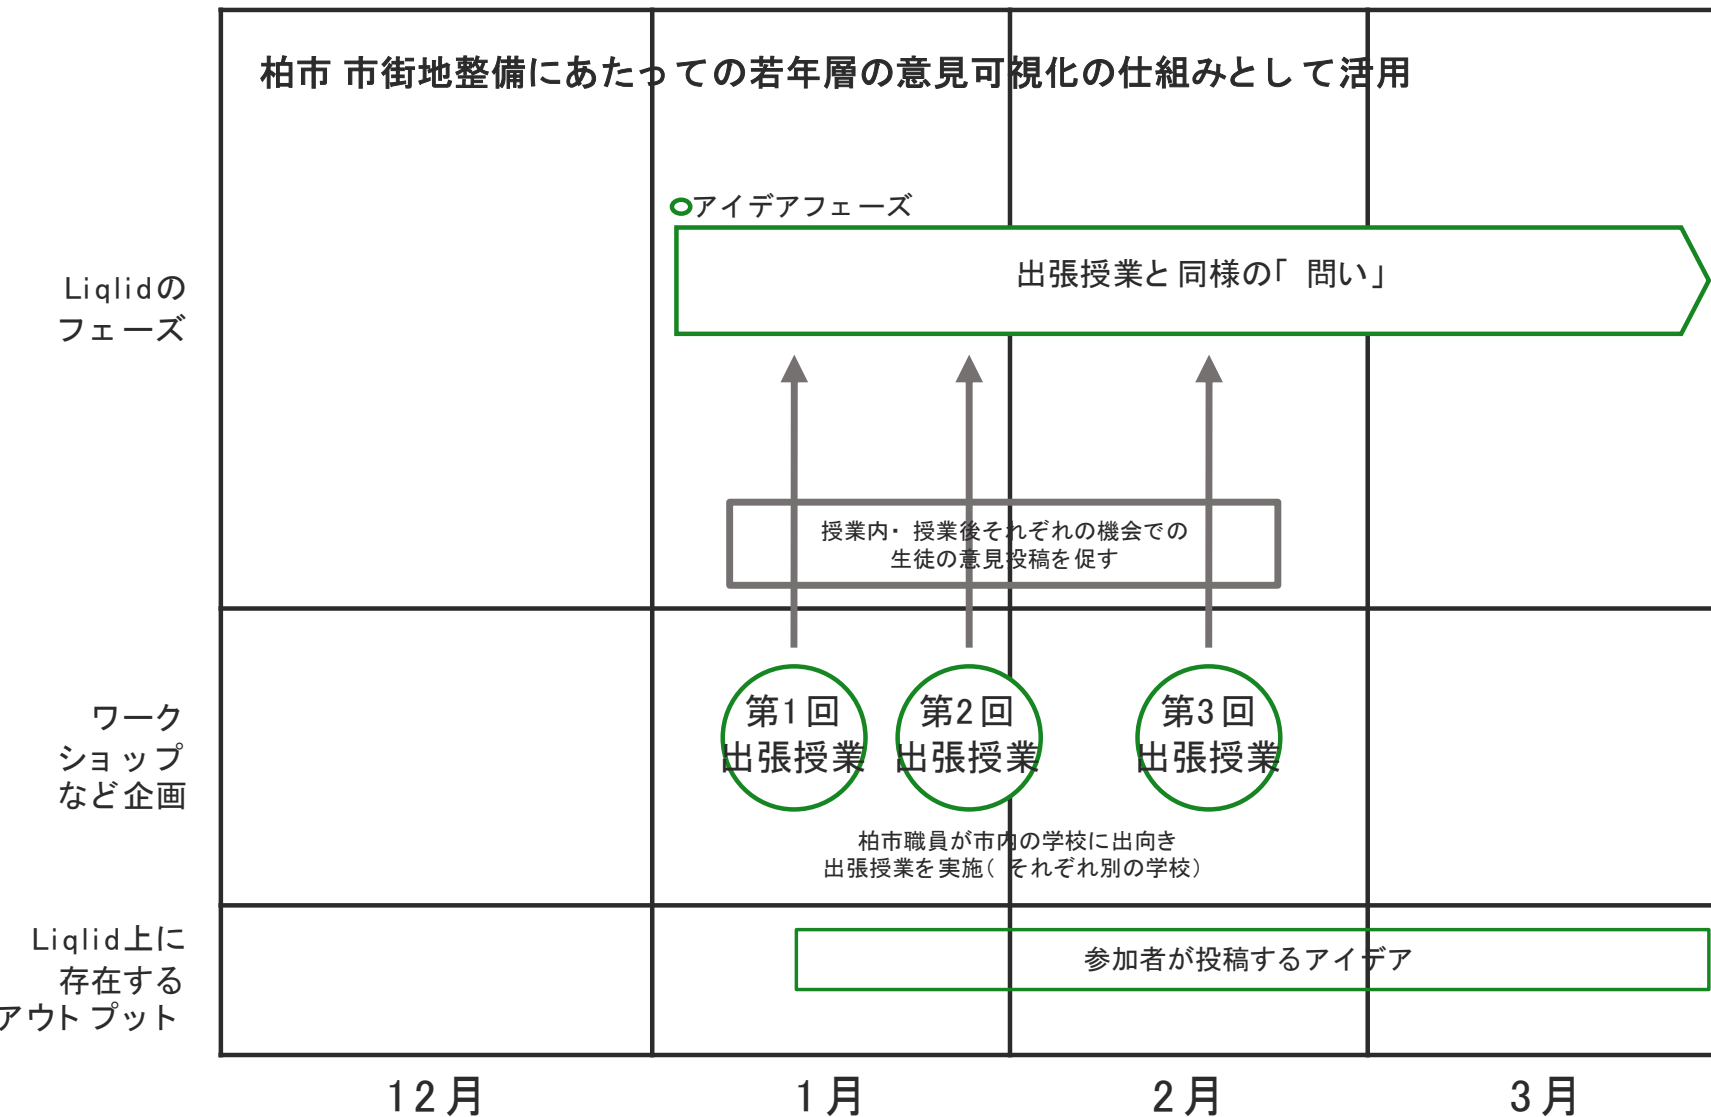 柏市 市街地整備にあたっての若年層の意見可視化の仕組みとして活用
アイデアフェーズ
出張授業と同様の「問い」
Liqlidの
フェーズ
授業内・授業後それぞれの機会での
生徒の意見投稿を促す
ワーク
ショップ
など企画
第1回
出張授業
第2回
出張授業
第3回
出張授業
柏市職員が市内の学校に出向き
出張授業を実施(それぞれ別の学校)
Liqlid上に
存在する
アウトプット
参加者が投稿するアイデア
12月
1月
2月
3月